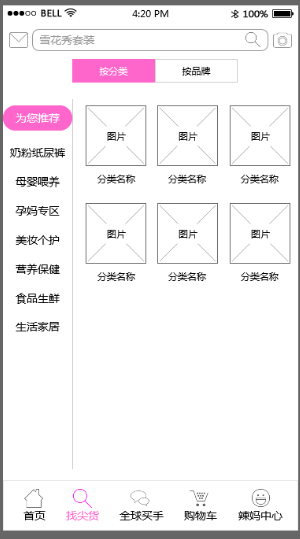 BELL 4:20 PM 100%
雪花秀套装
按分类 按品牌
为您推荐
奶粉纸尿裤
母婴喂养
孕妈专区
美妆个护
营养保健
食品生鲜
生活家居
图片 图片 图片
分类名称 分类名称 分类名称
图片 图片 图片
分类名称 分类名称 分类名称
首页 找尖货 全球买手 购物车 辣妈中心